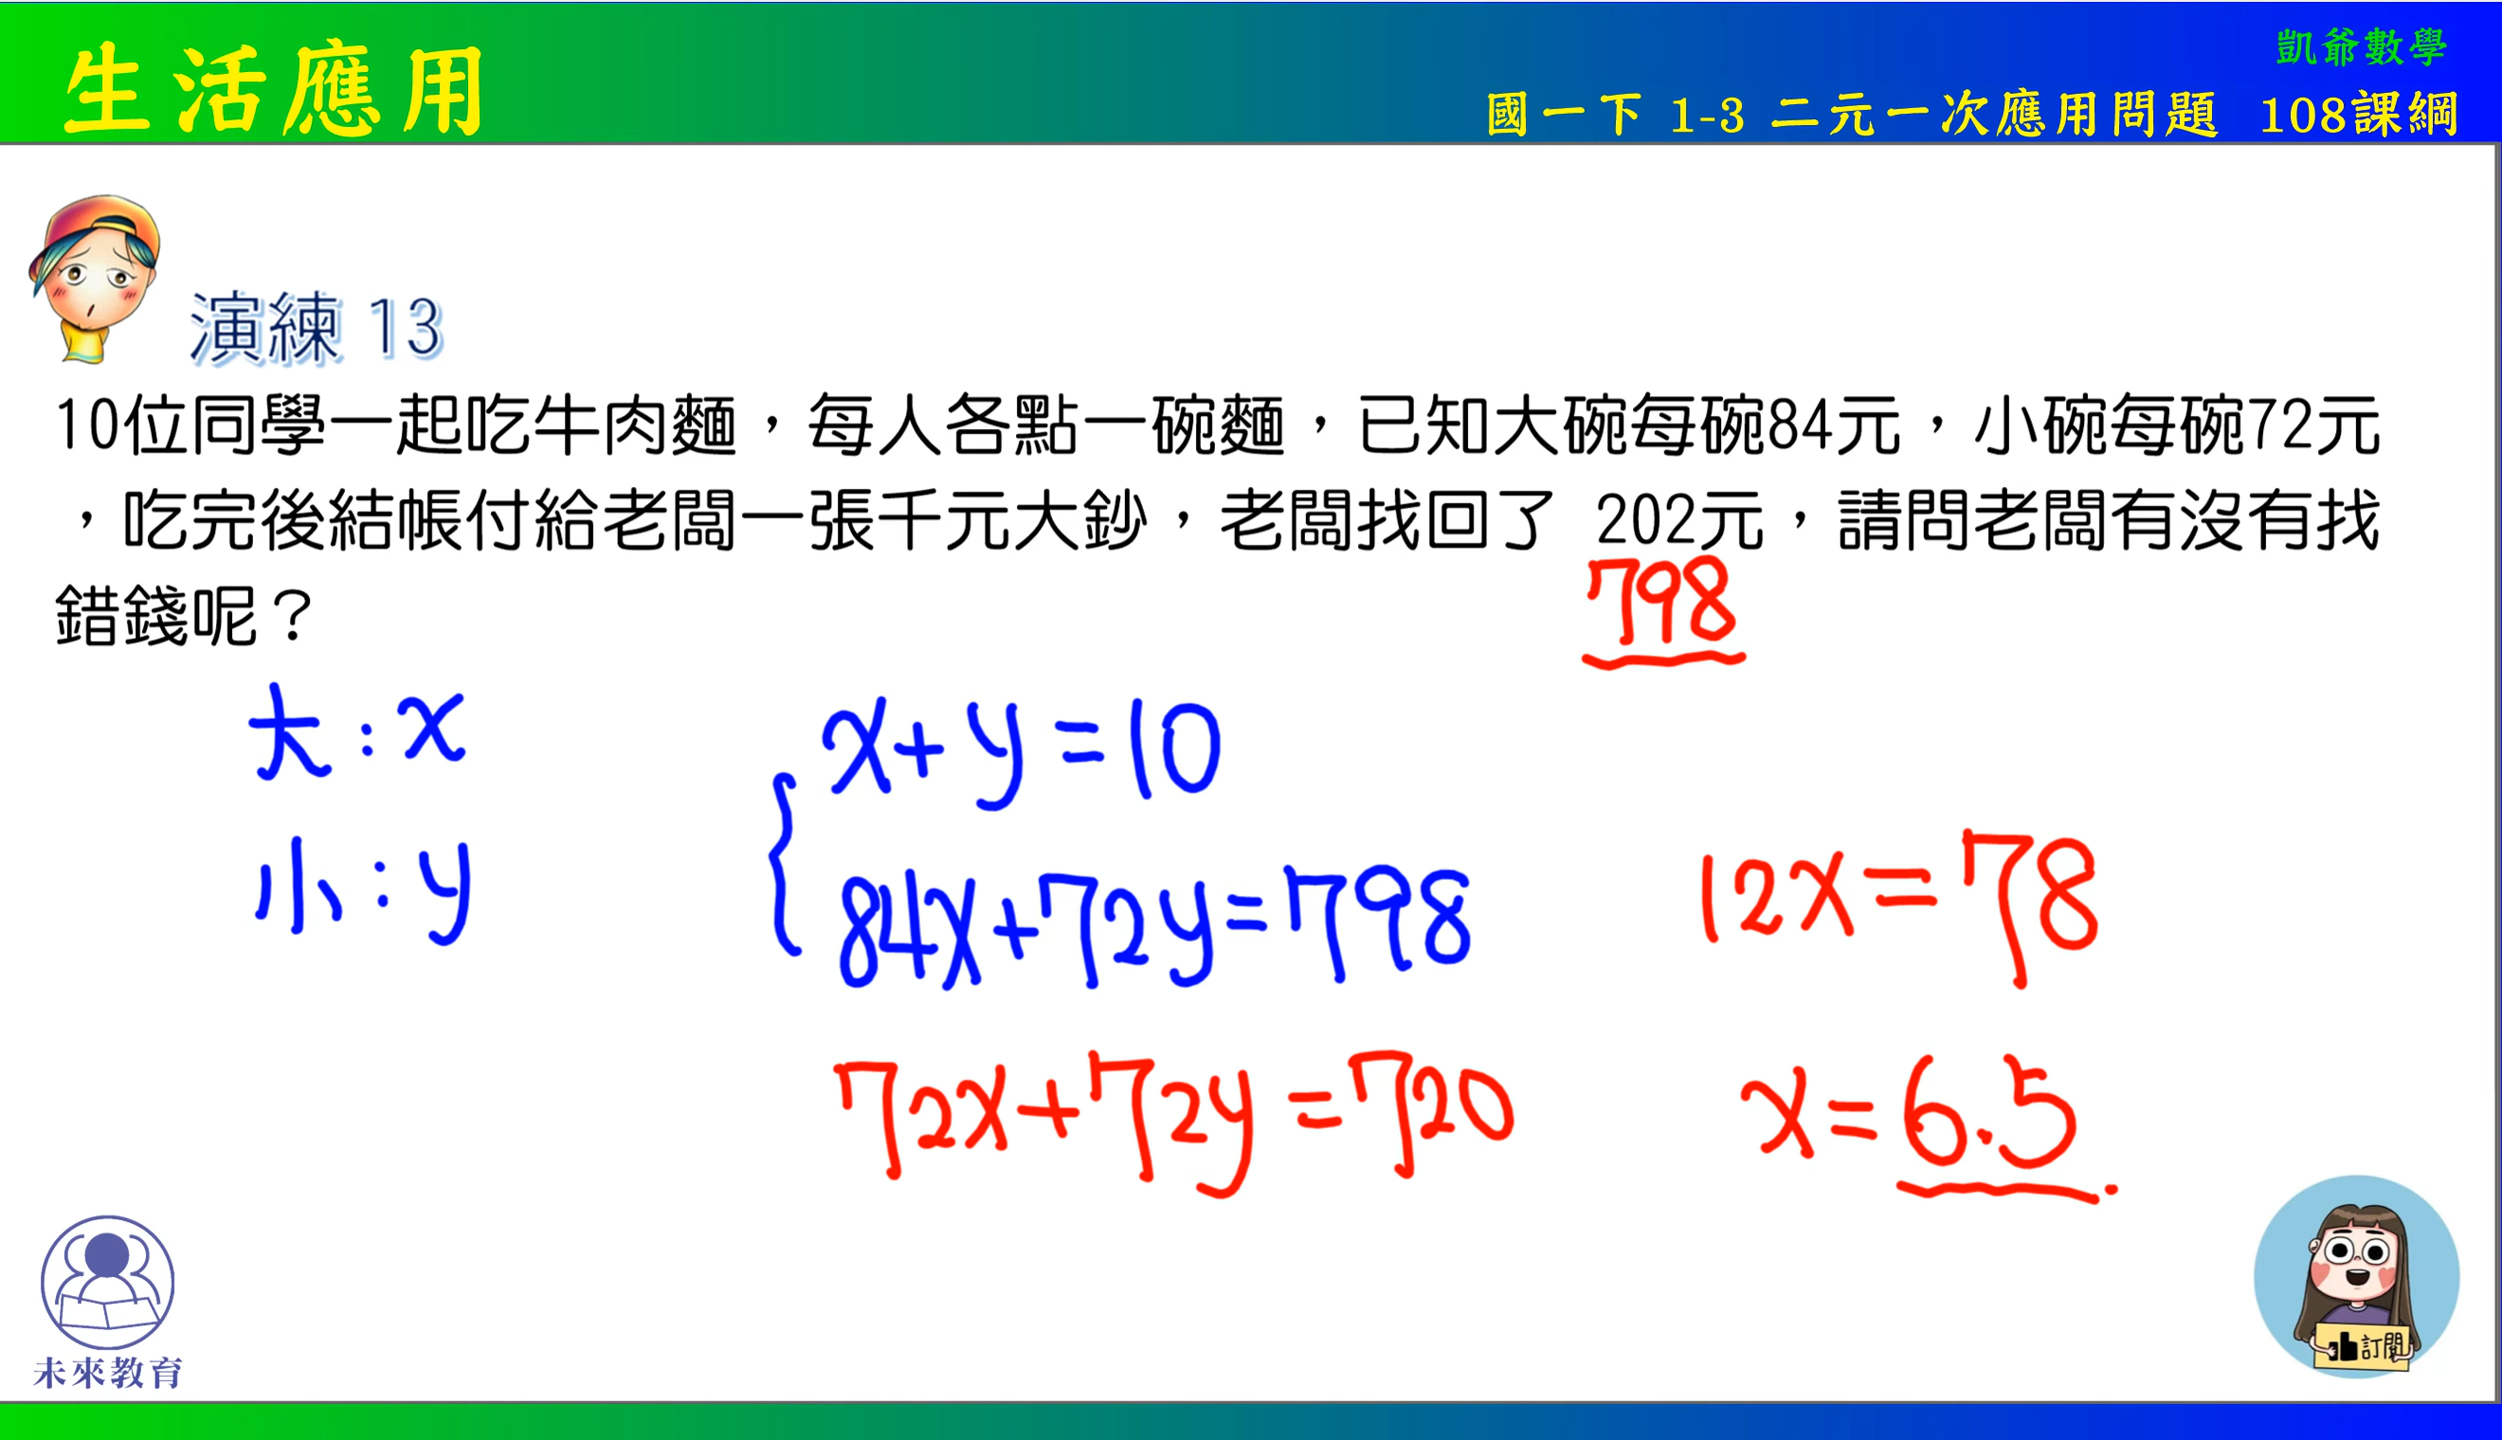 生活應用
凱爺數學
國一下 1-3 二元一次應用問題 108課綱
演練 13
10位同學一起吃牛肉麵，每人各點一碗麵，已知大碗每碗84元，小碗每碗72元
，吃完後結帳付給老闆一張千元大鈔，老闆找回了 202元，請問老闆有沒有找
錯錢呢？
798
大：x
x+y=10
小：y
84x+72y=798
12x=78
72x+72y=720
x=6.5
未來教育
訂閱